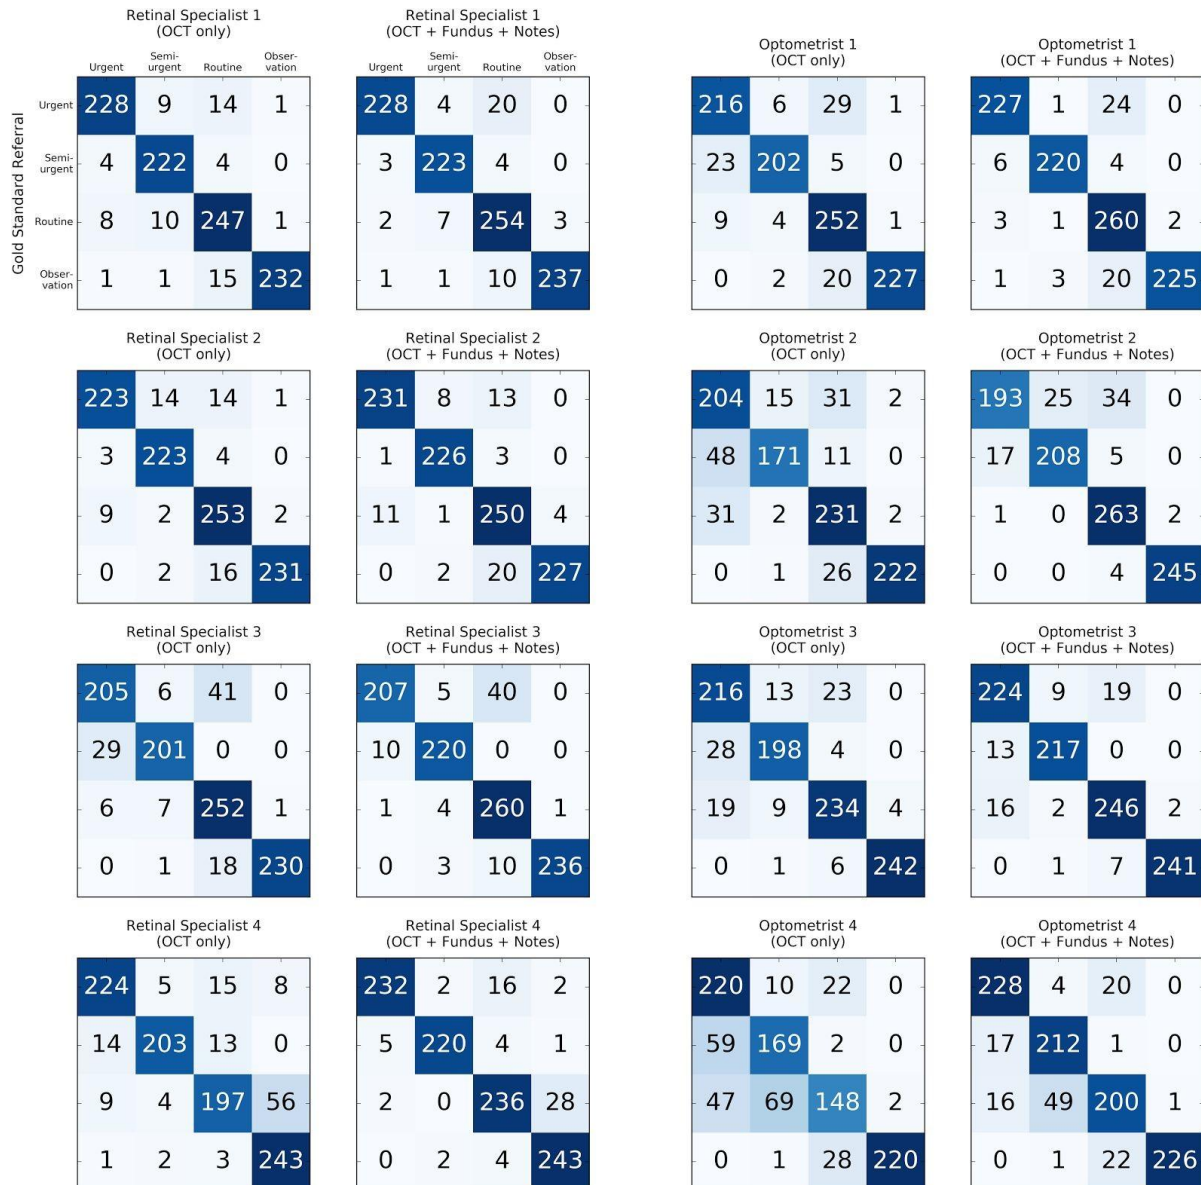 Retinal Specialist 1
(OCT only)
Urgent Semi-urgent Routine Obser-vation
Gold Standard Referral
Urgent 228 9 14 1
Semi-urgent 4 222 4 0
Routine 8 10 247 1
Obser-vation 1 1 15 232
Retinal Specialist 1
(OCT + Fundus + Notes)
Urgent Semi-urgent Routine Obser-vation
228 4 20 0
3 223 4 0
2 7 254 3
1 1 10 237
Optometrist 1
(OCT only)
216 6 29 1
23 202 5 0
9 4 252 1
0 2 20 227
Optometrist 1
(OCT + Fundus + Notes)
227 1 24 0
6 220 4 0
3 1 260 2
1 3 20 225
Retinal Specialist 2
(OCT only)
223 14 14 1
3 223 4 0
9 2 253 2
0 2 16 231
Retinal Specialist 2
(OCT + Fundus + Notes)
231 8 13 0
1 226 3 0
11 1 250 4
0 2 20 227
Optometrist 2
(OCT only)
204 15 31 2
48 171 11 0
31 2 231 2
0 1 26 222
Optometrist 2
(OCT + Fundus + Notes)
193 25 34 0
17 208 5 0
1 0 263 2
0 0 4 245
Retinal Specialist 3
(OCT only)
205 6 41 0
29 201 0 0
6 7 252 1
0 1 18 230
Retinal Specialist 3
(OCT + Fundus + Notes)
207 5 40 0
10 220 0 0
1 4 260 1
0 3 10 236
Optometrist 3
(OCT only)
216 13 23 0
28 198 4 0
19 9 234 4
0 1 6 242
Optometrist 3
(OCT + Fundus + Notes)
224 9 19 0
13 217 0 0
16 2 246 2
0 1 7 241
Retinal Specialist 4
(OCT only)
224 5 15 8
14 203 13 0
9 4 197 56
1 2 3 243
Retinal Specialist 4
(OCT + Fundus + Notes)
232 2 16 2
5 220 4 1
2 0 236 28
0 2 4 243
Optometrist 4
(OCT only)
220 10 22 0
59 169 2 0
47 69 148 2
0 1 28 220
Optometrist 4
(OCT + Fundus + Notes)
228 4 20 0
17 212 1 0
16 49 200 1
0 1 22 226